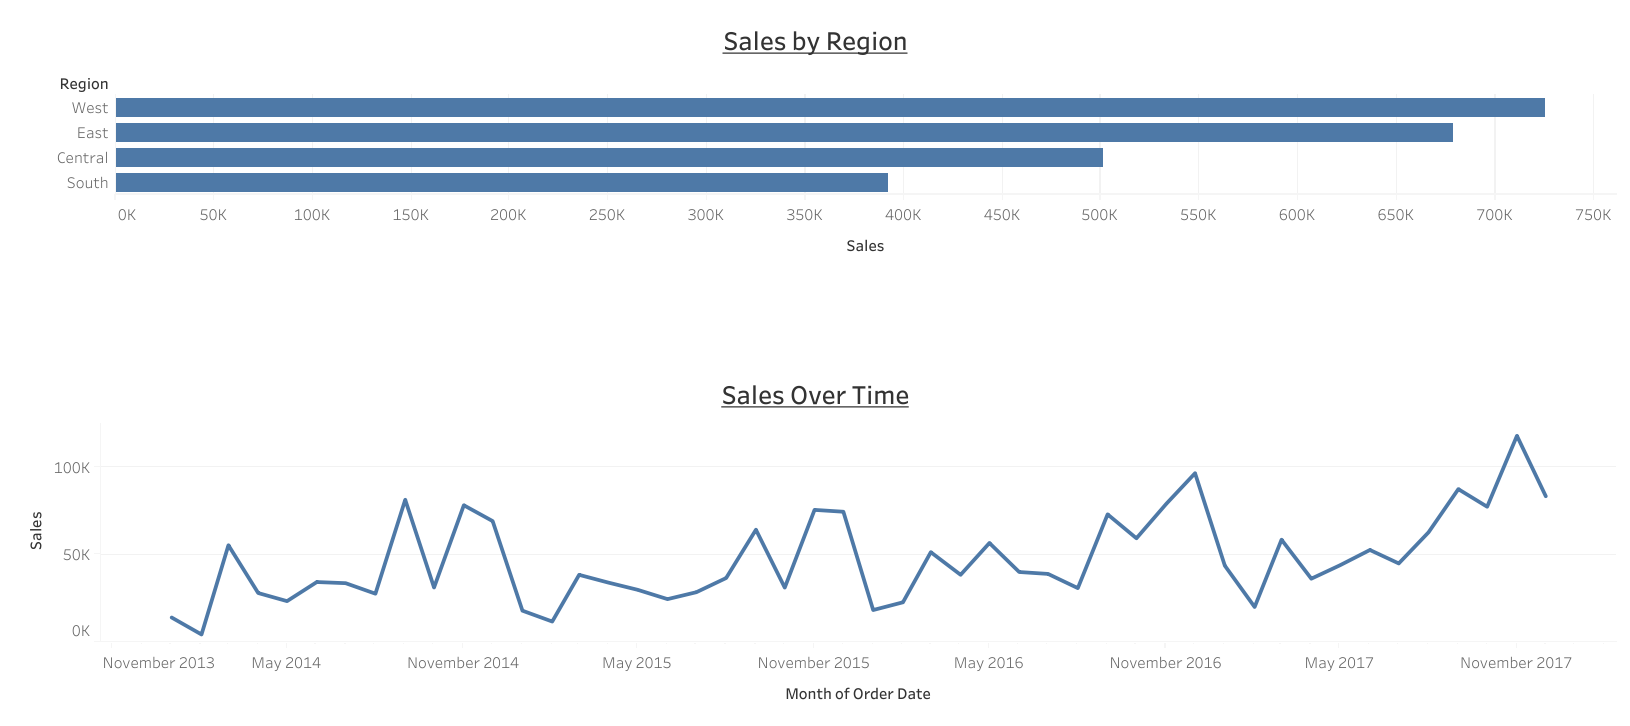 Sales by Region
Region
West
East
Central
South
0K 50K 100K 150K 200K 250K 300K 350K 400K 450K 500K 550K 600K 650K 700K 750K
Sales
Sales Over Time
100K
50K
0K
Sales
November 2013 May 2014 November 2014 May 2015 November 2015 May 2016 November 2016 May 2017 November 2017
Month of Order Date